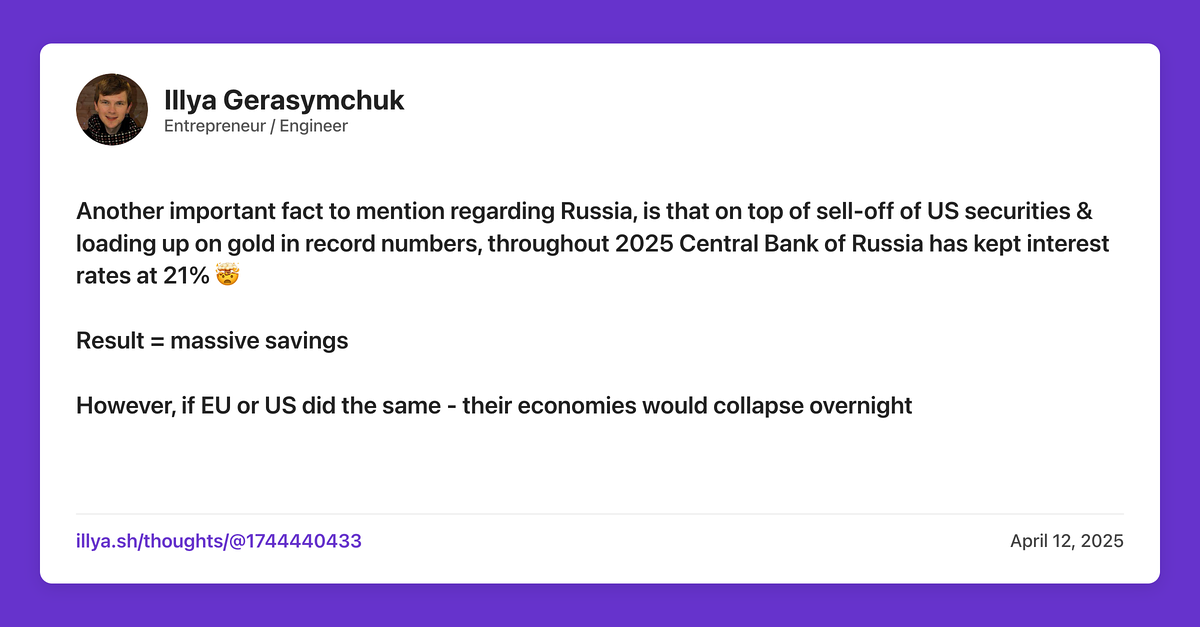 Illya Gerasymchuk
Entrepreneur / Engineer
Another important fact to mention regarding Russia, is that on top of sell-off of US securities &
loading up on gold in record numbers, throughout 2025 Central Bank of Russia has kept interest
rates at 21% 🤯
Result = massive savings
However, if EU or US did the same - their economies would collapse overnight
illya.sh/thoughts/@1744440433
April 12, 2025